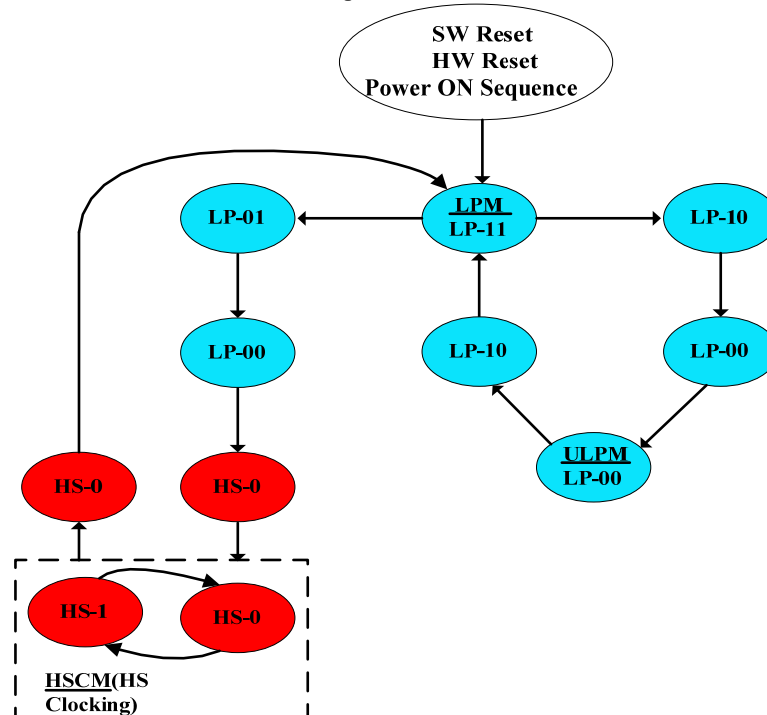 SW Reset
HW Reset
Power ON Sequence
LP-01
LPM
LP-11
LP-10
LP-00
LP-10
LP-00
ULPM
LP-00
HS-0
HS-0
HS-1
HS-0
HSCM(HS
Clocking)